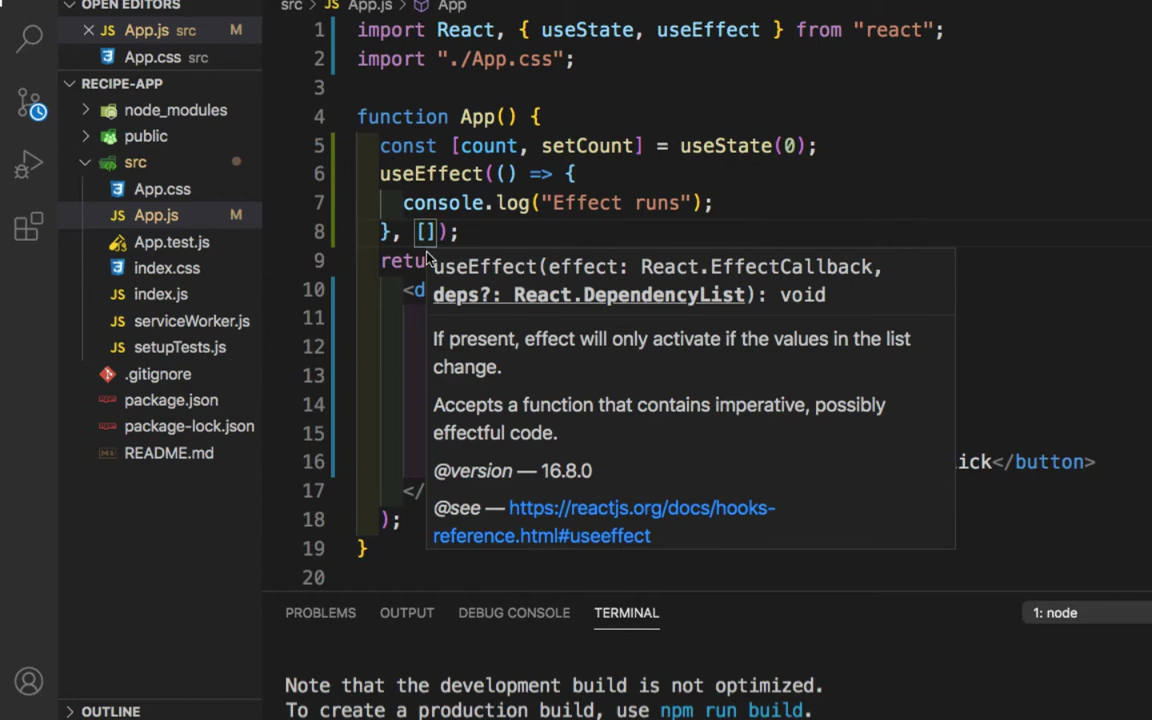 OPEN EDITORS
JS App.js src M
App.css src
RECIPE-APP
node_modules
public
src
App.css
JS App.js M
App.test.js
index.css
JS index.js
JS serviceWorker.js
JS setupTests.js
.gitignore
package.json
package-lock.json
README.md
OUTLINE
src > JS App.js > App
1 import React, { useState, useEffect } from "react";
2 import "./App.css";
3
4 function App() {
5 const [count, setCount] = useState(0);
6 useEffect(() => {
7 console.log("Effect runs");
8 }, []);
9 retu
10 <d
11
12
13
14
15
16 ick</button>
17 </
18 );
19 }
20
useEffect(effect: React.EffectCallback,
deps?: React.DependencyList): void
If present, effect will only activate if the values in the list
change.
Accepts a function that contains imperative, possibly
effectful code.
@version — 16.8.0
@see — https://reactjs.org/docs/hooks-
reference.html#useeffect
PROBLEMS OUTPUT DEBUG CONSOLE TERMINAL 1: node
Note that the development build is not optimized.
To create a production build, use npm run build.